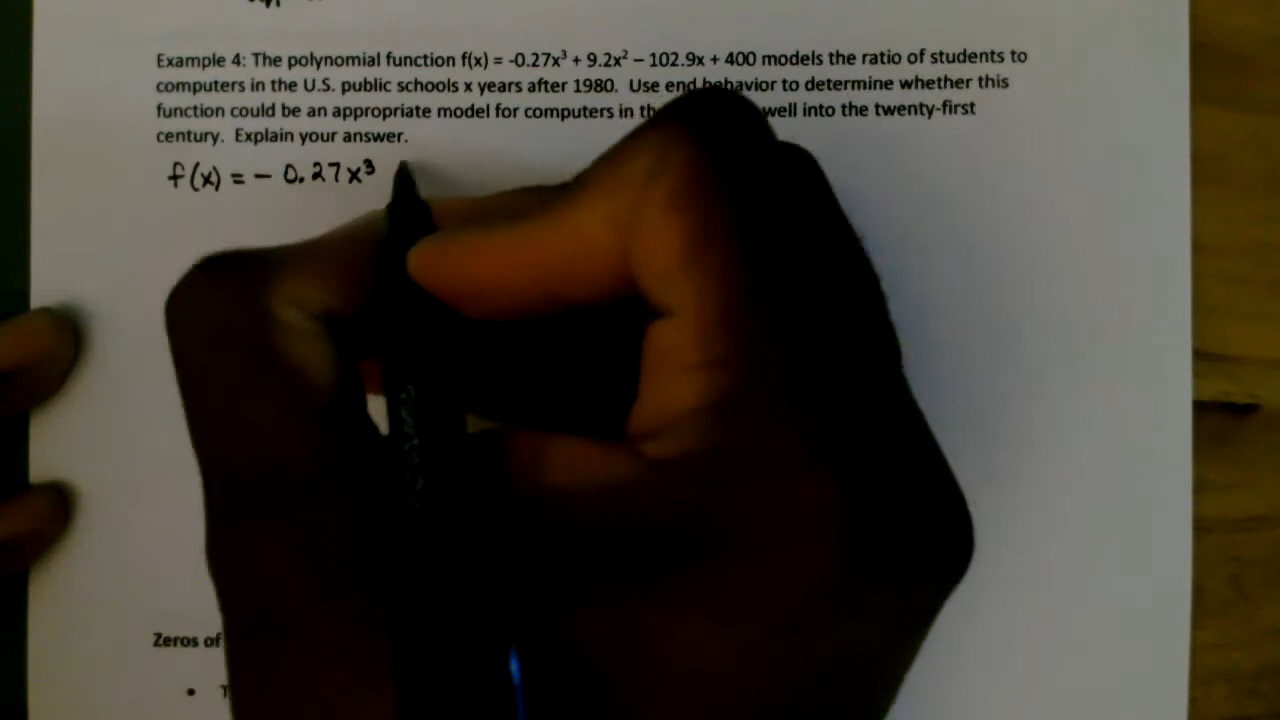 Example 4: The polynomial function f(x) = -0.27x³ + 9.2x² – 102.9x + 400 models the ratio of students to
computers in the U.S. public schools x years after 1980. Use end behavior to determine whether this
function could be an appropriate model for computers in well into the twenty-first
century. Explain your answer.
f(x) = - 0.27x³
Zeros of
•